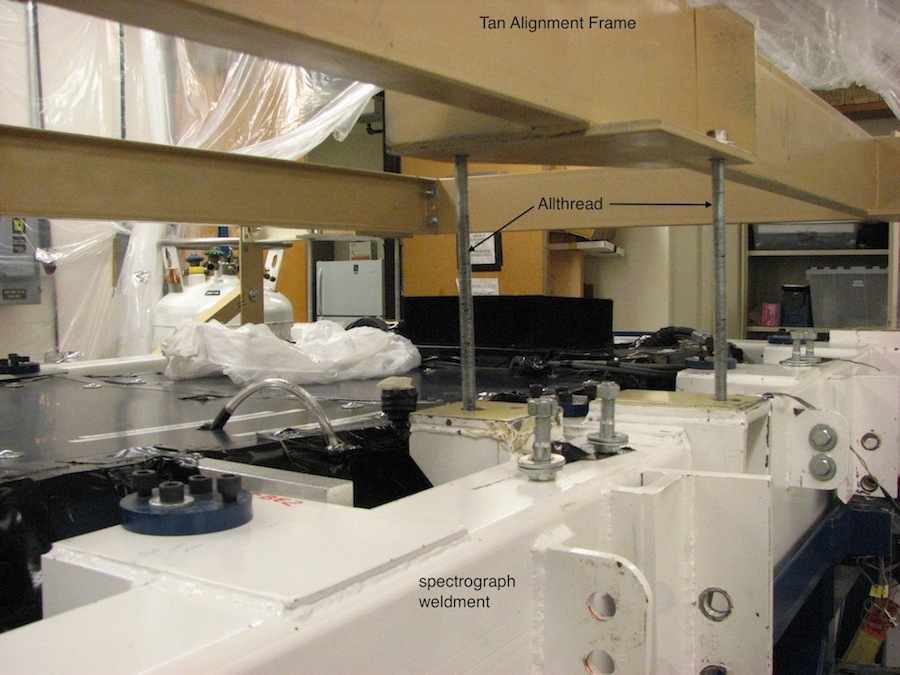 Tan Alignment Frame
Allthread
spectrograph
weldment